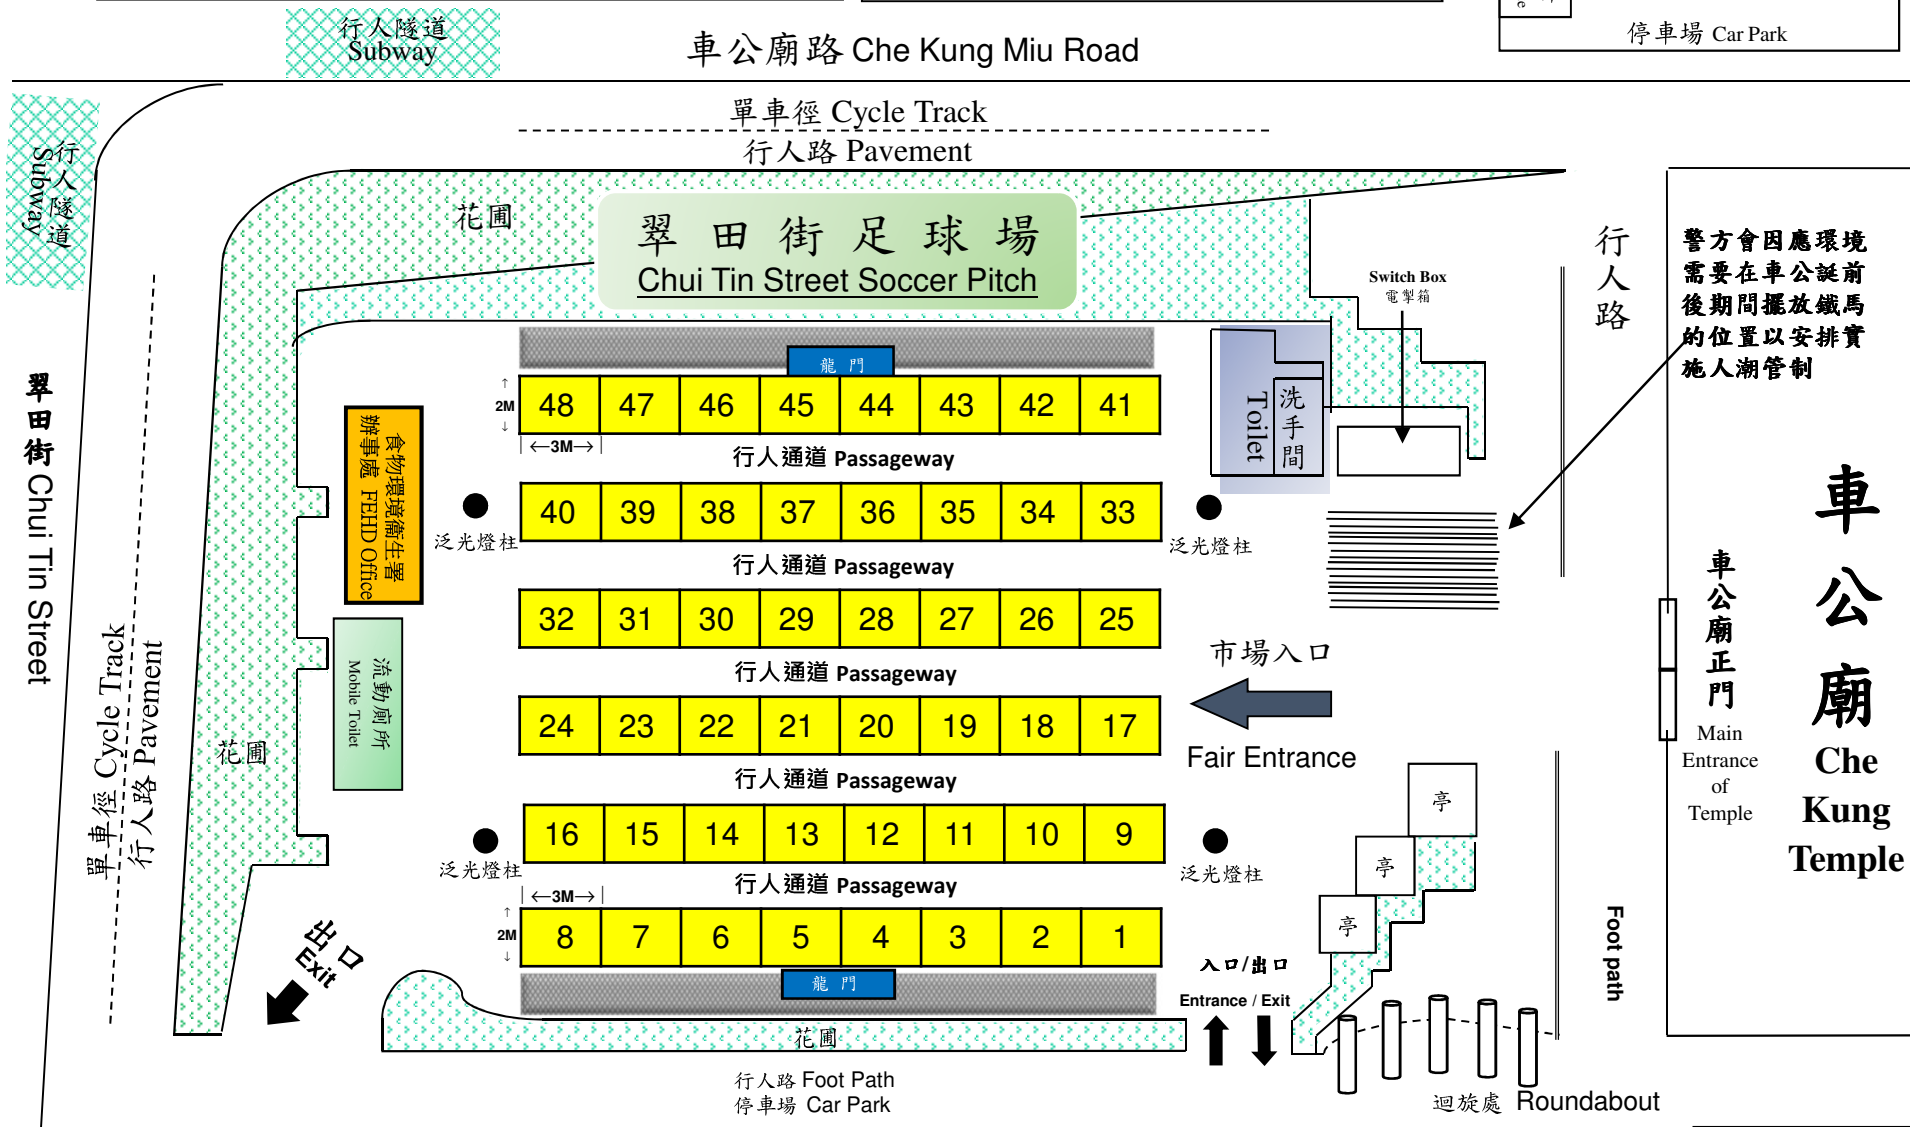 行人隧道
Subway
車公廟路 Che Kung Miu Road
停車場 Car Park
單車徑 Cycle Track
行人路 Pavement
行人隧道
Subway
花圃
翠田街足球場
Chui Tin Street Soccer Pitch
Switch Box
電掣箱
行人路
警方會因應環境
需要在車公誕前
後期間擺放鐵馬
的位置以安排實
施人潮管制
翠田街 Chui Tin Street
龍門
↑
2M
↓
48 47 46 45 44 43 42 41
|←3M→|
行人通道 Passageway
洗手間
Toilet
食物環境衞生署
辦事處 FEHD Office
40 39 38 37 36 35 34 33
泛光燈柱
泛光燈柱
行人通道 Passageway
32 31 30 29 28 27 26 25
行人通道 Passageway
流動廁所
Mobile Toilet
市場入口
Fair Entrance
24 23 22 21 20 19 18 17
行人通道 Passageway
16 15 14 13 12 11 10 9
泛光燈柱
泛光燈柱
行人通道 Passageway
|←3M→|
↑
2M
↓
8 7 6 5 4 3 2 1
龍門
花圃
單車徑 Cycle Track
行人路 Pavement
出口
Exit
花圃
入口/出口
Entrance / Exit
亭
亭
亭
車公廟正門
Main
Entrance
of
Temple
車公廟
Che
Kung
Temple
Foot path
行人路 Foot Path
停車場 Car Park
迴旋處 Roundabout